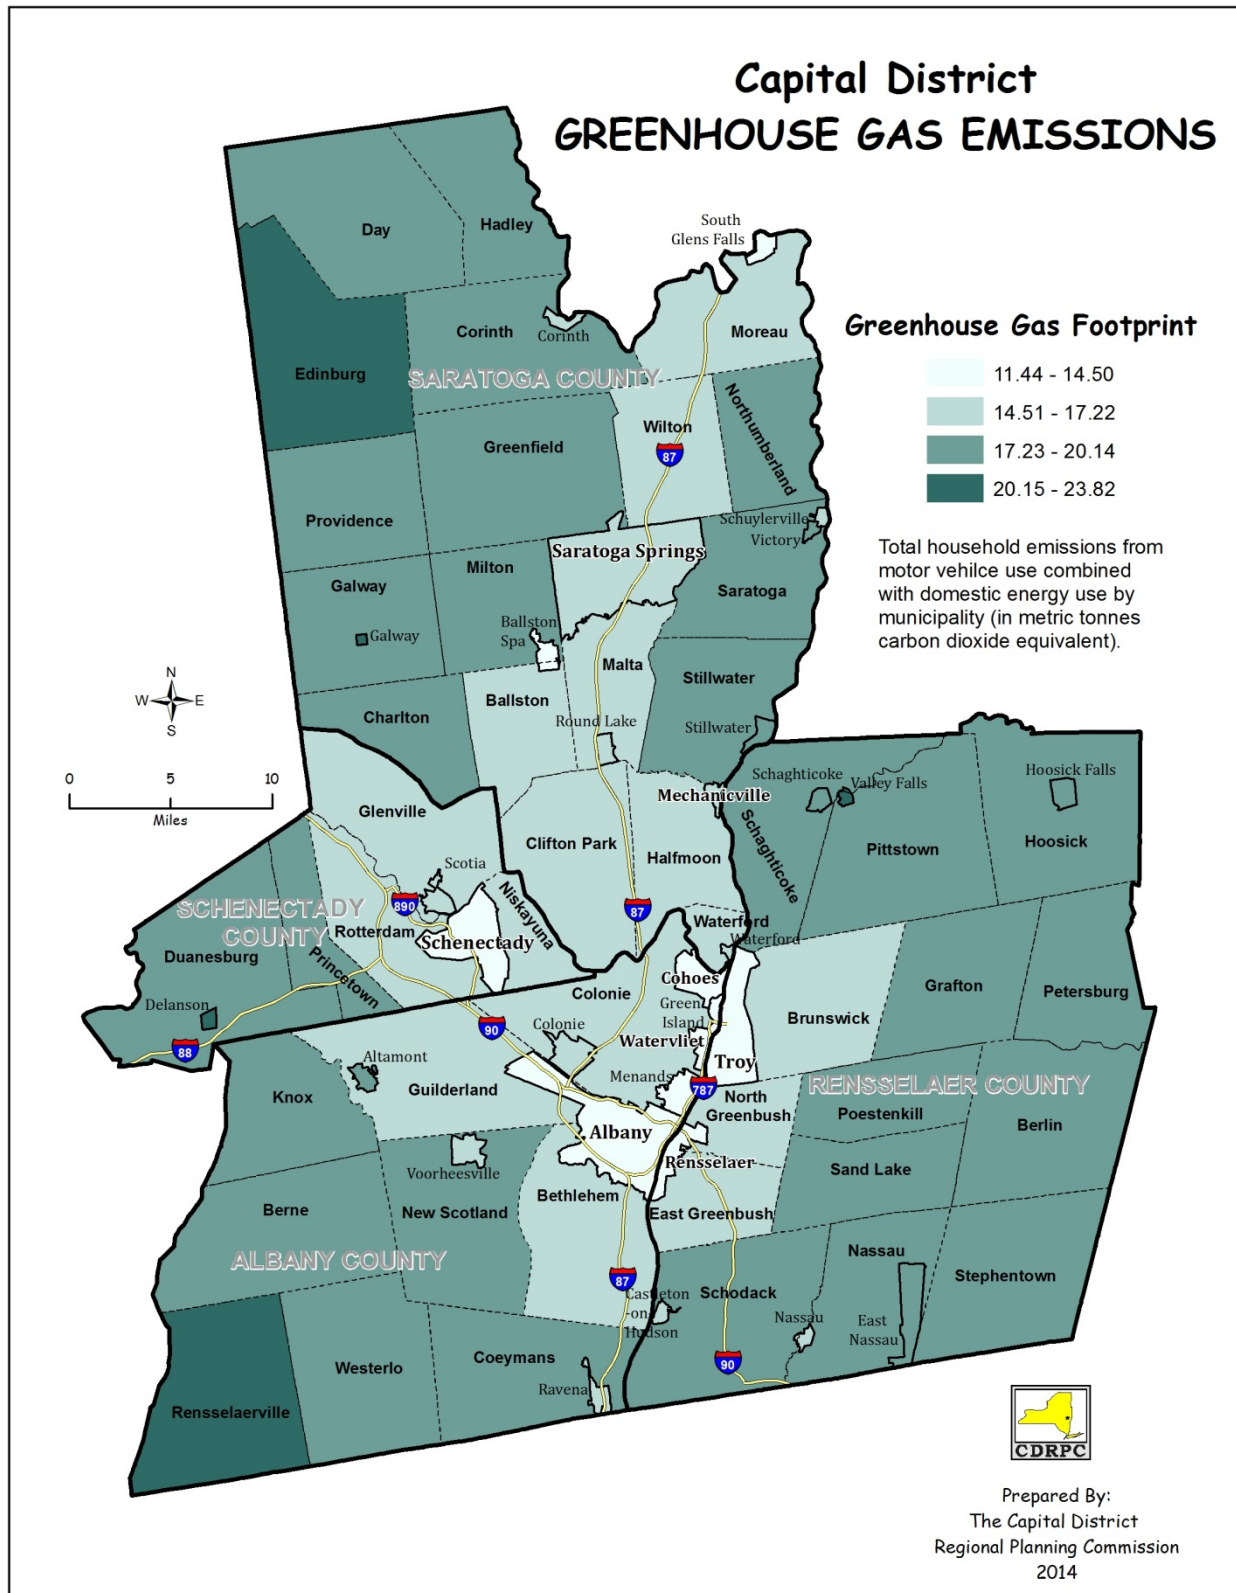 Capital District
GREENHOUSE GAS EMISSIONS
South
Glens Falls
Day
Hadley
Corinth
Corinth
Moreau
Edinburg
SARATOGA COUNTY
Greenhouse Gas Footprint
11.44 - 14.50
14.51 - 17.22
17.23 - 20.14
20.15 - 23.82
Total household emissions from
motor vehilce use combined
with domestic energy use by
municipality (in metric tonnes
carbon dioxide equivalent).
Wilton
87
Northumberland
Greenfield
Providence
Schuylerville
Victory
Saratoga Springs
Milton
Galway
Galway
Saratoga
Ballston
Spa
Malta
Stillwater
Stillwater
Ballston
Round Lake
Charlton
N
W
E
S
0
5
10
Miles
Glenville
Mechanicville
Schaghticoke
Valley Falls
Hoosick Falls
Schaghticoke
Pittstown
Hoosick
Clifton Park
Halfmoon
Scotia
890
Niskayuna
87
SCHENECTADY
COUNTY
Rotterdam
Schenectady
Waterford
Waterford
Duanesburg
Princetown
Delanson
88
Colonie
Cohoes
Green
Island
Grafton
Petersburg
Brunswick
90
Colonie
Watervliet
Troy
Altamont
Guilderland
Menands
787
North
Greenbush
RENSSELAER COUNTY
Knox
Poestenkill
Berlin
Albany
Rensselaer
Sand Lake
Voorheesville
Bethlehem
Berne
New Scotland
East Greenbush
ALBANY COUNTY
Nassau
Stephentown
87
Schodack
Castleton
-on-
Hudson
Nassau
East
Nassau
90
Westerlo
Coeymans
Ravena
Rensselaerville
CDRPC
Prepared By:
The Capital District
Regional Planning Commission
2014